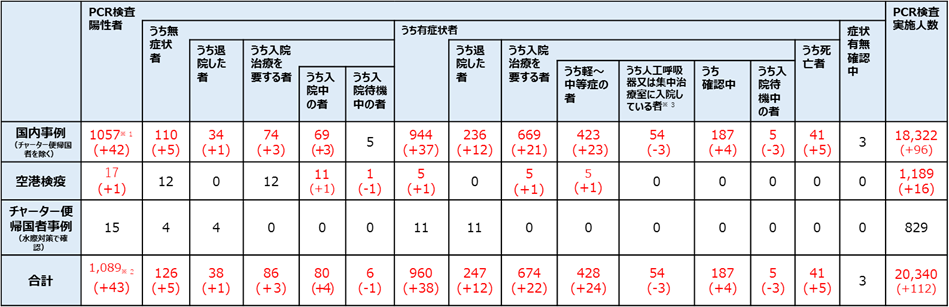 PCR検査
陽性者
うち無
症状者
うち退
院した
者
うち入院
治療を
要する者
うち入
院中
の者
うち入
院待機
中の者
うち有症状者
うち退
院した
者
うち入院
治療を
要する者
うち軽~
中等症の
者
うち人工呼吸
器又は集中治
療室に入院し
ている者※3
うち
確認中
うち入
院待機
中の者
うち死
亡者
症状
有無
確認
中
PCR検査
実施人数
国内事例
(チャーター便帰国
者を除く)
1057※1
(+42)
110
(+5)
34
(+1)
74
(+3)
69
(+3)
5
944
(+37)
236
(+12)
669
(+21)
423
(+23)
54
(-3)
187
(+4)
5
(-3)
41
(+5)
3
18,322
(+96)
空港検疫
17
(+1)
12
0
12
11
(+1)
1
(-1)
5
(+1)
0
5
(+1)
5
(+1)
0
0
0
0
0
1,189
(+16)
チャーター便
帰国者事例
(水際対策で確
認)
15
4
4
0
0
0
11
11
0
0
0
0
0
0
0
829
合計
1,089※2
(+43)
126
(+5)
38
(+1)
86
(+3)
80
(+4)
6
(-1)
960
(+38)
247
(+12)
674
(+22)
428
(+24)
54
(-3)
187
(+4)
5
(-3)
41
(+5)
3
20,340
(+112)